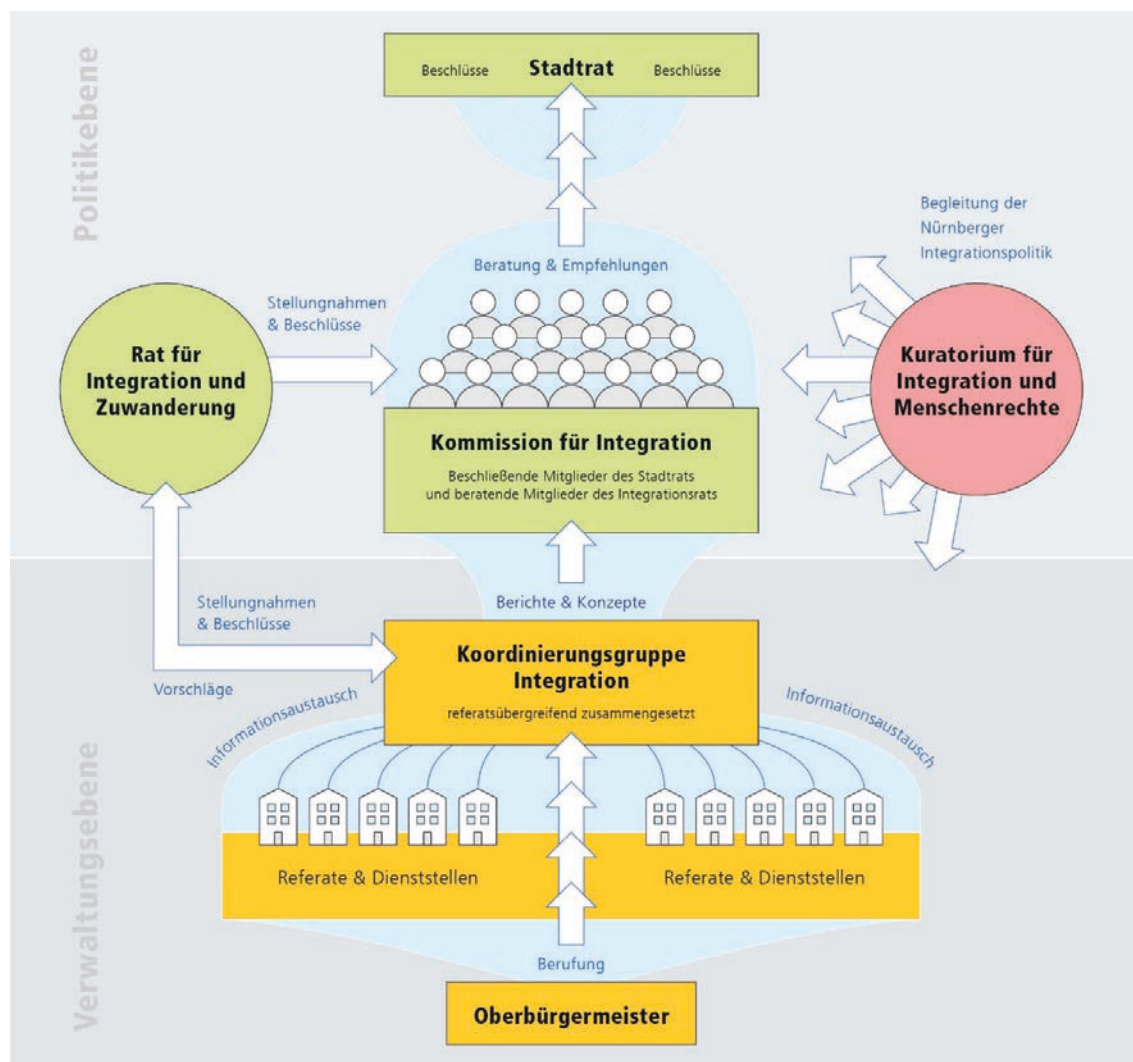 Politikebene
Beschlüsse Stadtrat Beschlüsse
Begleitung der
Nürnberger
Integrationspolitik
Beratung & Empfehlungen
Stellungnahmen
& Beschlüsse
Rat für
Integration und
Zuwanderung
Kuratorium für
Integration und
Menschenrechte
Kommission für Integration
Beschließende Mitglieder des Stadtrats
und beratende Mitglieder des Integrationsrats
Verwaltungsebene
Berichte & Konzepte
Stellungnahmen
& Beschlüsse
Vorschläge
Koordinierungsgruppe
Integration
referatsübergreifend zusammengesetzt
Informationsaustausch
Informationsaustausch
Referate & Dienststellen
Referate & Dienststellen
Berufung
Oberbürgermeister